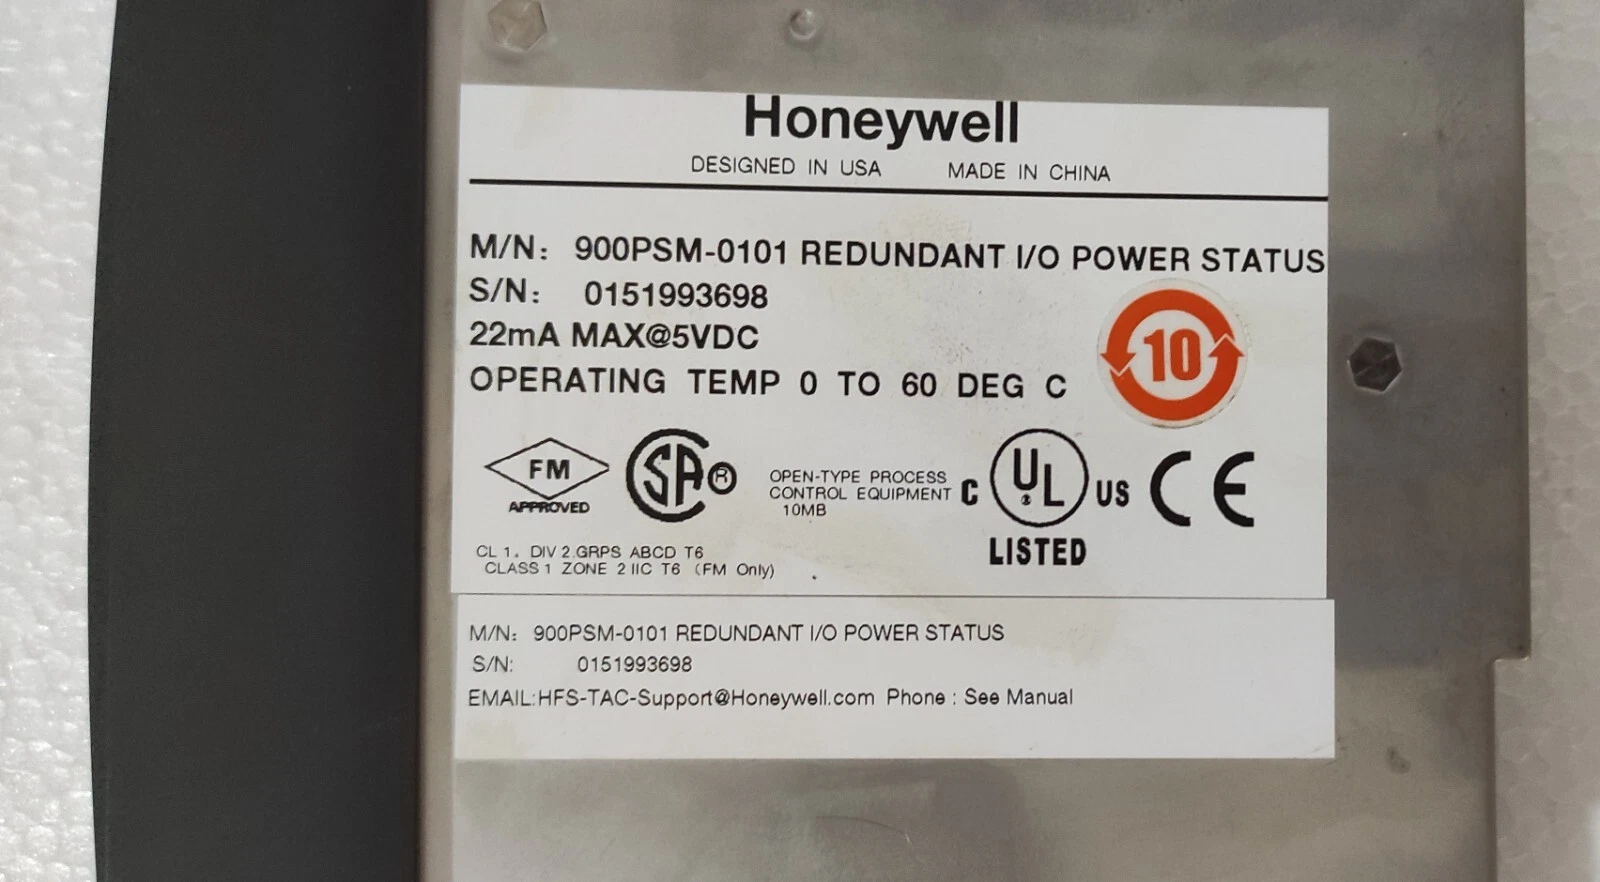 Honeywell
DESIGNED IN USA MADE IN CHINA
M/N: 900PSM-0101 REDUNDANT I/O POWER STATUS
S/N: 0151993698
22mA MAX@5VDC
OPERATING TEMP 0 TO 60 DEG C
10
FM
APPROVED
SA®
OPEN-TYPE PROCESS
CONTROL EQUIPMENT
10MB
C UL® US
LISTED
CE
CL 1. DIV 2.GRPS ABCD T6
CLASS 1 ZONE 2 IIC T6 (FM Only)
M/N: 900PSM-0101 REDUNDANT I/O POWER STATUS
S/N: 0151993698
EMAIL:HFS-TAC-Support@Honeywell.com Phone : See Manual